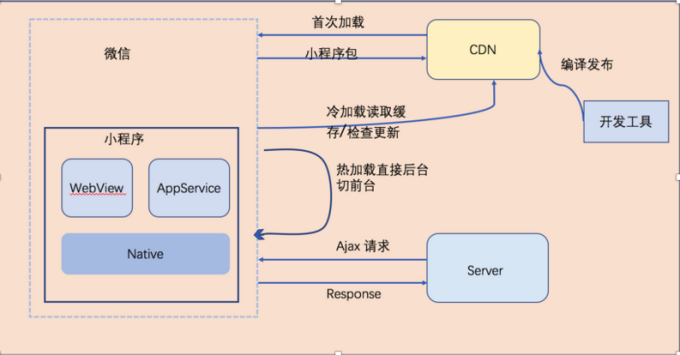 首次加载
微信
小程序包
CDN
编译发布
开发工具
冷加载读取缓
存/检查更新
小程序
热加载直接后台
切前台
WebView
AppService
Native
Ajax 请求
Server
Response